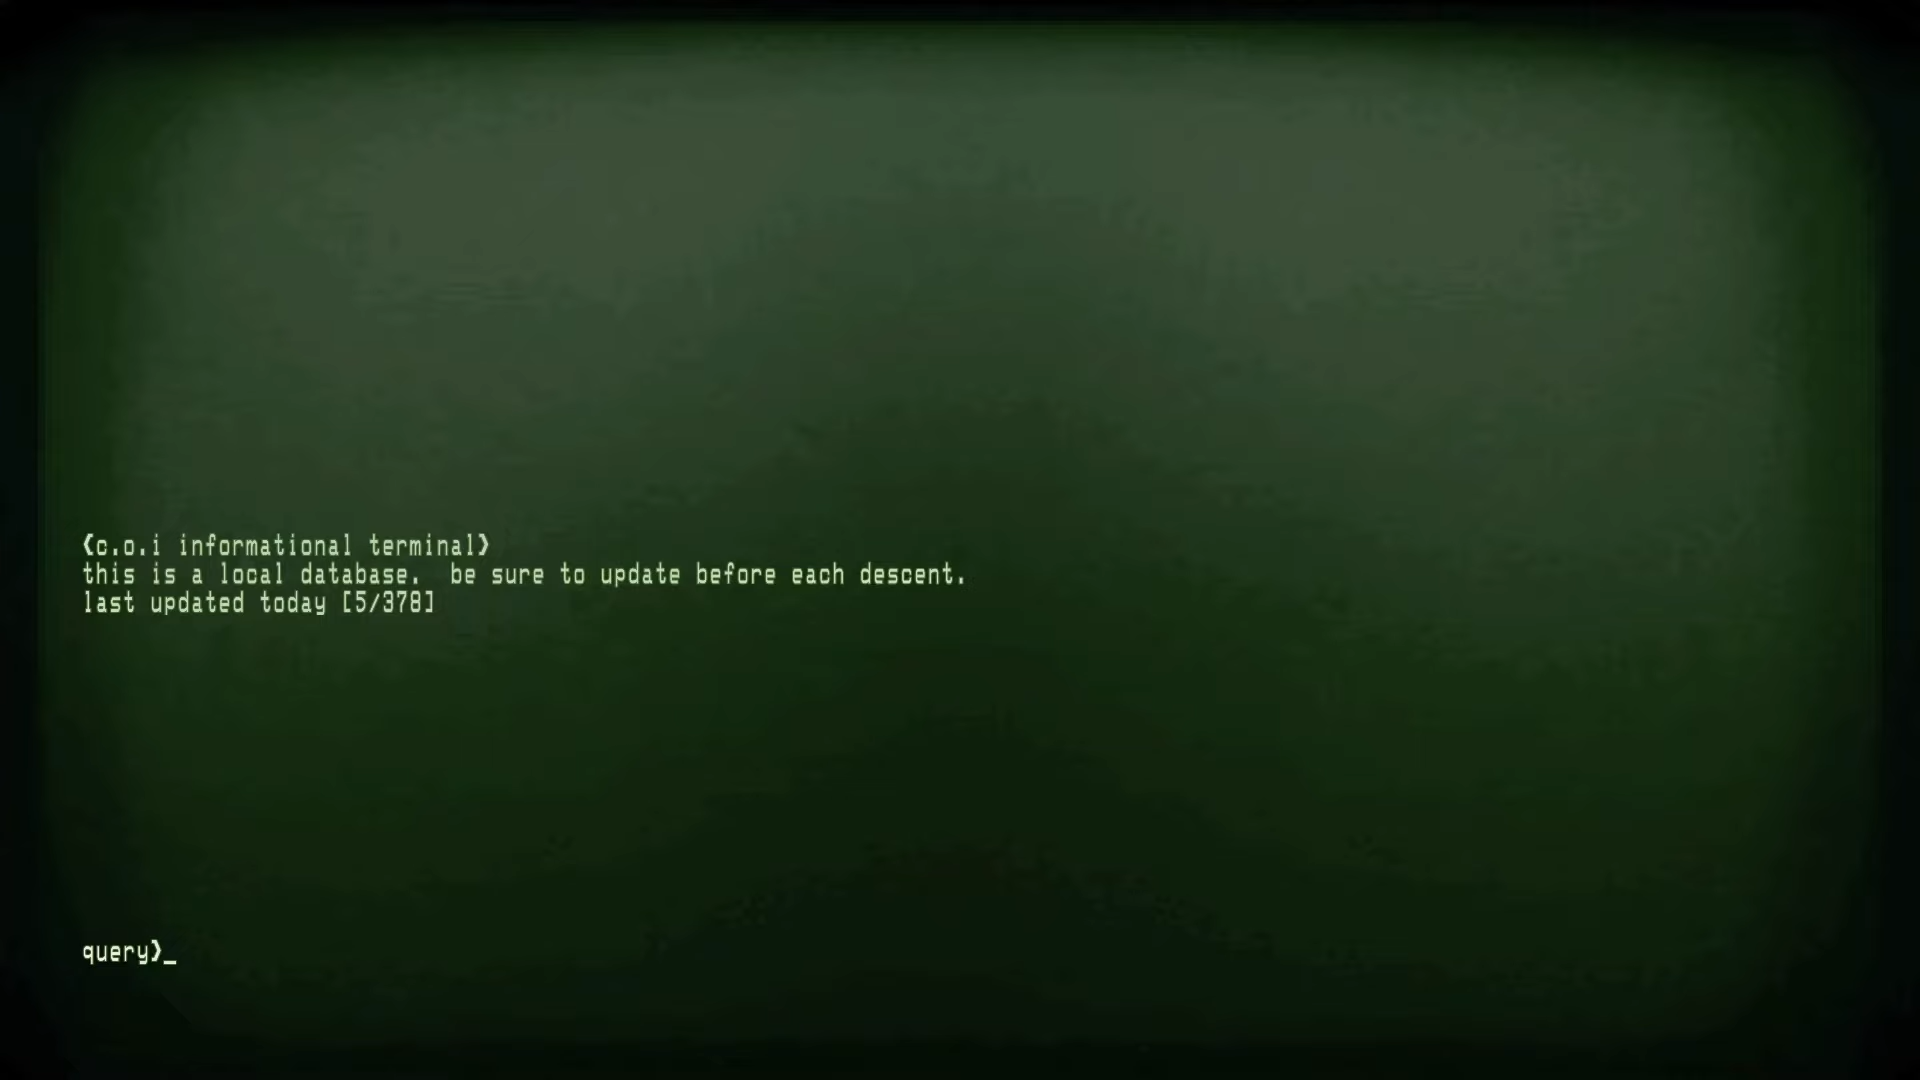 <c.o.i informational terminal>
this is a local database.  be sure to update before each descent.
last updated today [5/378]
query>_